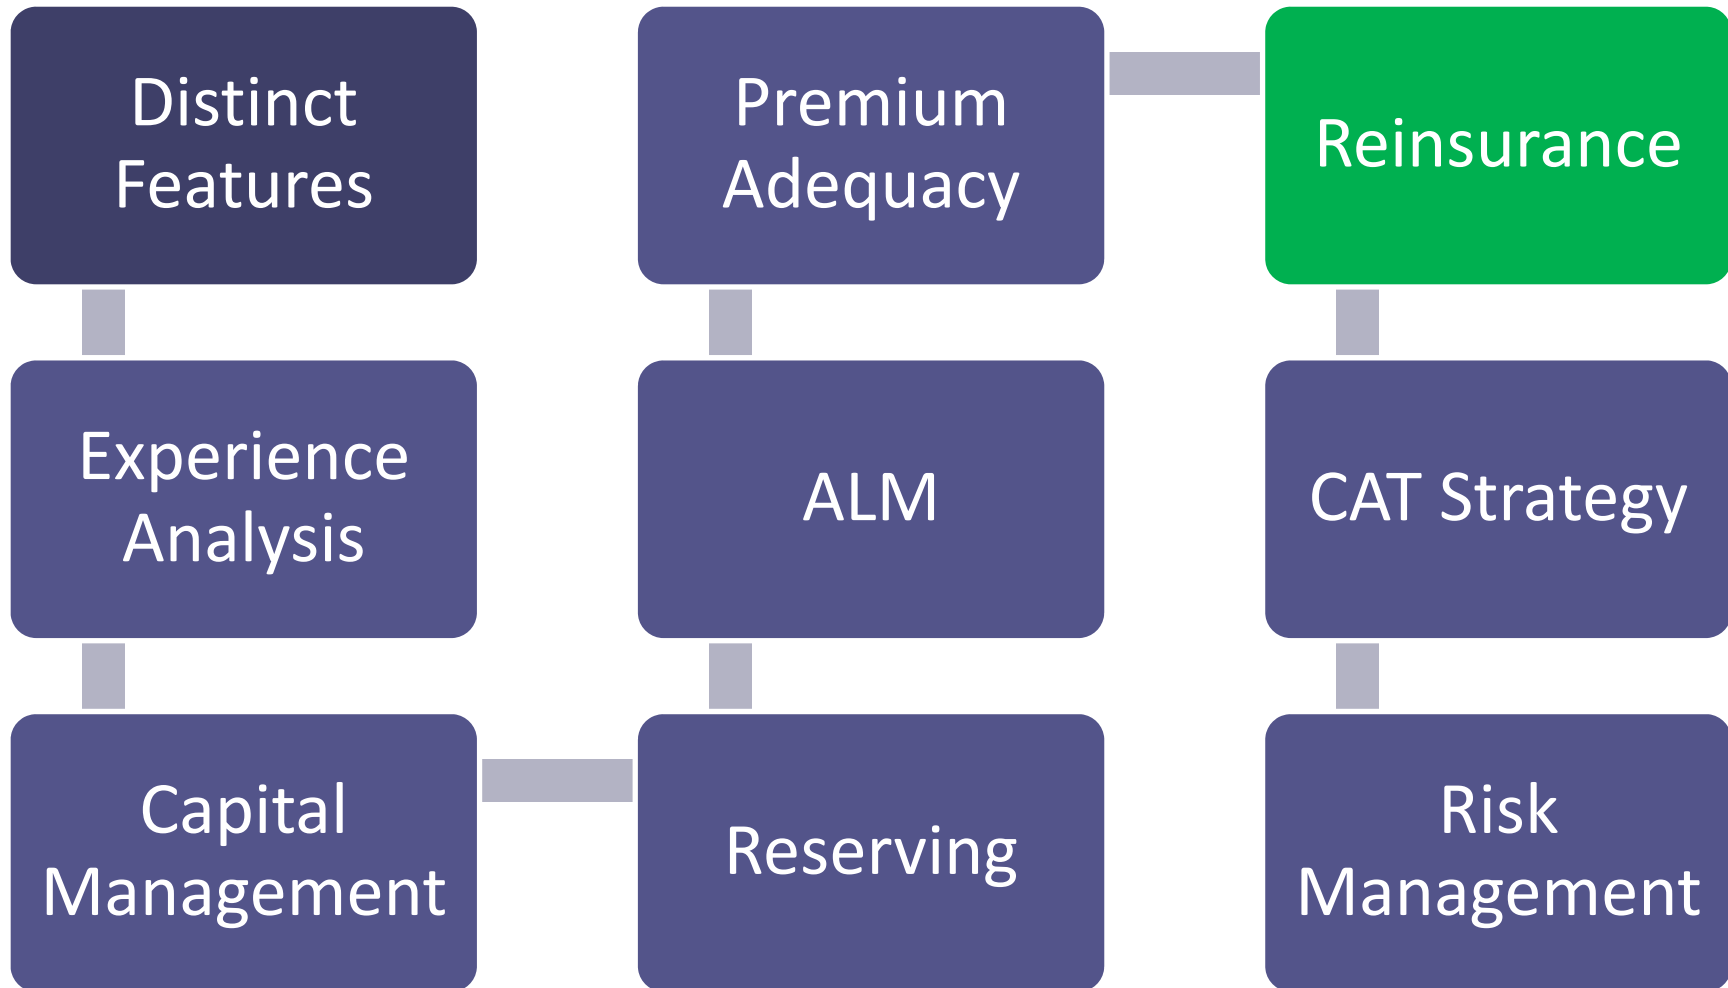 Distinct
Features
Experience
Analysis
Capital
Management
Reserving
ALM
Premium
Adequacy
Reinsurance
CAT Strategy
Risk
Management